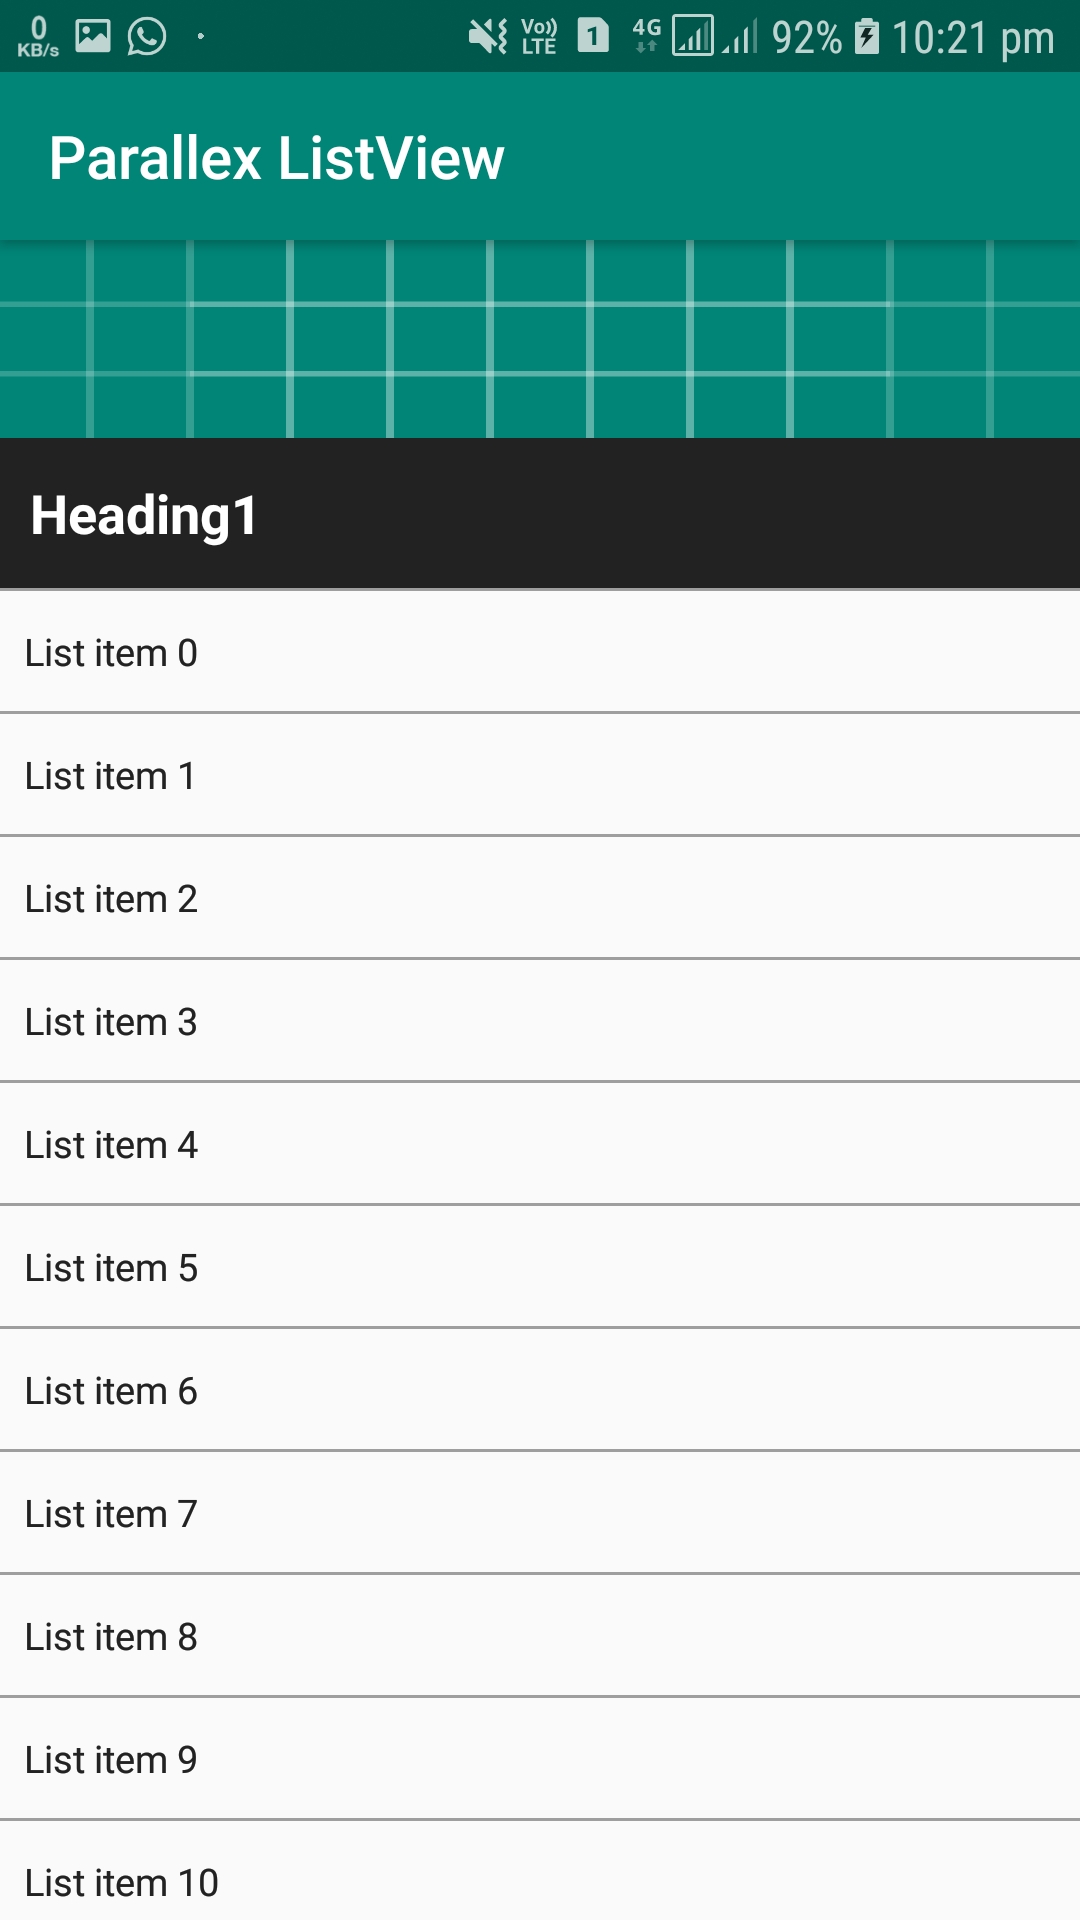 0 KB/s Vo)) LTE 1 4G 92% 10:21 pm
Parallex ListView
Heading1
List item 0
List item 1
List item 2
List item 3
List item 4
List item 5
List item 6
List item 7
List item 8
List item 9
List item 10